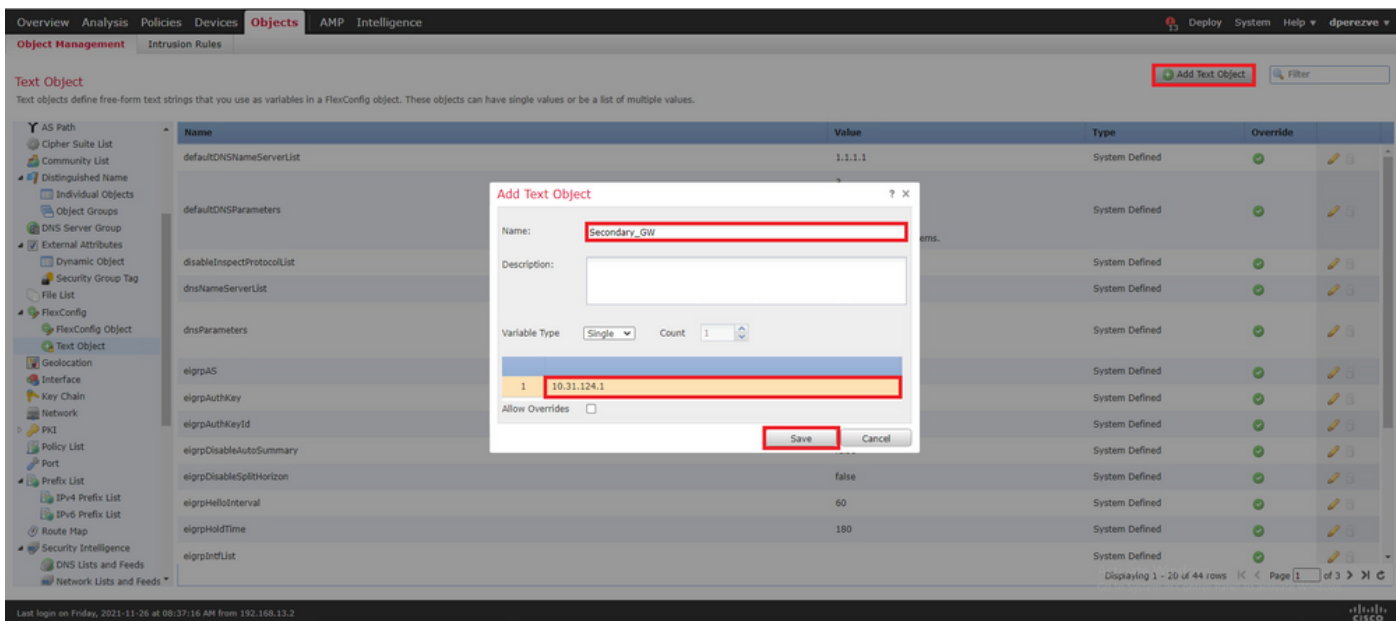 Overview Analysis Policies Devices Objects AMP Intelligence Deploy System Help dperezve
Object Management Intrusion Rules
Text Object
Add Text Object
Filter
Text objects define free-form text strings that you use as variables in a FlexConfig object. These objects can have single values or be a list of multiple values.
AS Path
Cipher Suite List
Community List
Distinguished Name
Individual Objects
Object Groups
DNS Server Group
External Attributes
Dynamic Object
Security Group Tag
File List
FlexConfig
FlexConfig Object
Text Object
Geolocation
Interface
Key Chain
Network
PKI
Policy List
Port
Prefix List
IPv4 Prefix List
IPv6 Prefix List
Route Map
Security Intelligence
DNS Lists and Feeds
Network Lists and Feeds
Name Value Type Override
defaultDNSNameServerList 1.1.1.1 System Defined
defaultDNSParameters System Defined
ems.
disableInspectProtocolList System Defined
dnsNameServerList System Defined
dnsParameters System Defined
eigrpAS System Defined
eigrpAuthKey System Defined
eigrpAuthKeyId System Defined
eigrpDisableAutoSummary System Defined
eigrpDisableSplitHorizon false System Defined
eigrpHelloInterval 60 System Defined
eigrpHoldTime 180 System Defined
eigrpIntfList System Defined
Displaying 1 - 20 of 44 rows Page 1 of 3
Add Text Object ?
Name: Secondary_GW
Description:
Variable Type Single Count 1
1 10.31.124.1
Allow Overrides
Save Cancel
Last login on Friday, 2021-11-26 at 08:37:16 AM from 192.168.13.2
CISCO